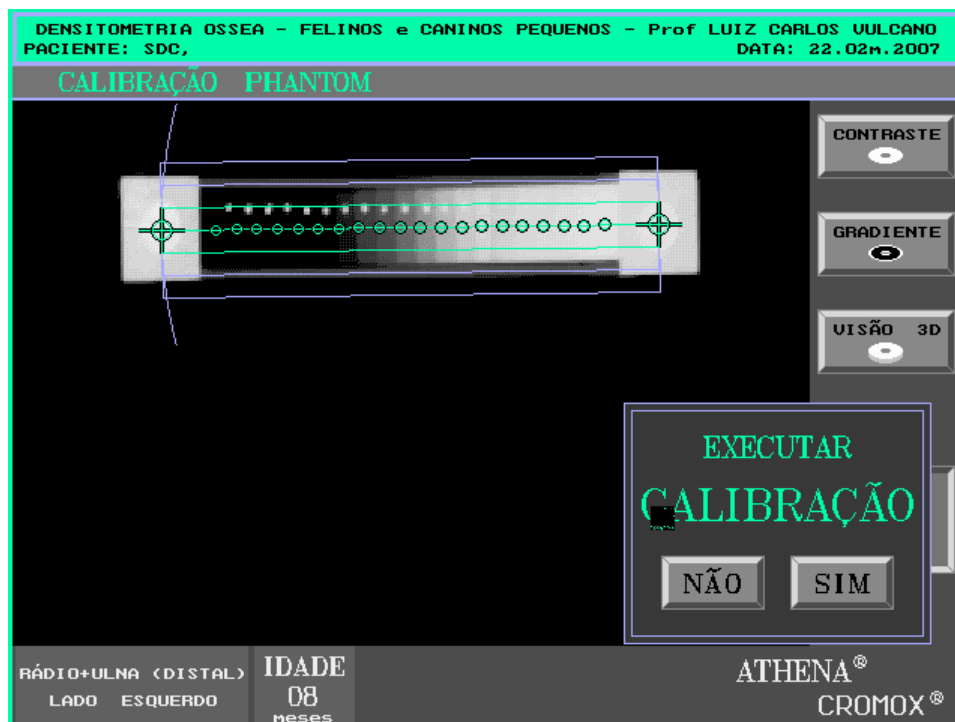 DENSITOMETRIA OSSEA - FELINOS e CANINOS PEQUENOS - Prof LUIZ CARLOS VULCANO
PACIENTE: SDC, DATA: 22.02m.2007
CALIBRAÇÃO PHANTOM
CONTRASTE
GRADIENTE
VISÃO 3D
EXECUTAR
CALIBRAÇÃO
NÃO SIM
RÁDIO+ULNA (DISTAL)
LADO ESQUERDO
IDADE
08
meses
ATHENA®
CROMOX®